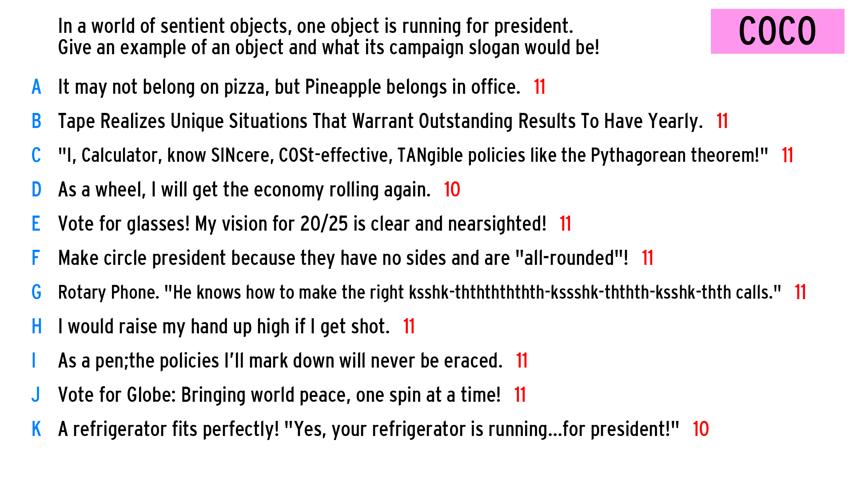 In a world of sentient objects, one object is running for president.
Give an example of an object and what its campaign slogan would be!
COCO
A It may not belong on pizza, but Pineapple belongs in office. 11
B Tape Realizes Unique Situations That Warrant Outstanding Results To Have Yearly. 11
C "I, Calculator, know SINcere, COSt-effective, TANgible policies like the Pythagorean theorem!" 11
D As a wheel, I will get the economy rolling again. 10
E Vote for glasses! My vision for 20/25 is clear and nearsighted! 11
F Make circle president because they have no sides and are "all-rounded"! 11
G Rotary Phone. "He knows how to make the right ksshk-thththththth-kssshk-ththth-ksshk-thth calls." 11
H I would raise my hand up high if I get shot. 11
I As a pen;the policies I'll mark down will never be eraced. 11
J Vote for Globe: Bringing world peace, one spin at a time! 11
K A refrigerator fits perfectly! "Yes, your refrigerator is running...for president!" 10